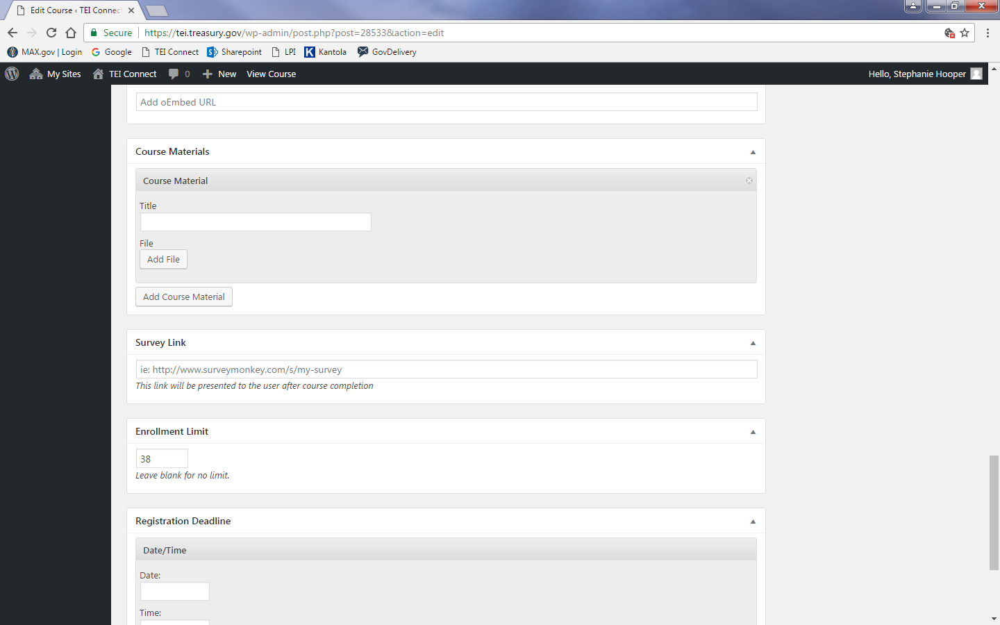 Edit Course ‹ TEI Connect
Secure https://tei.treasury.gov/wp-admin/post.php?post=28533&action=edit
MAX.gov | Login Google TEI Connect Sharepoint LPI Kantola GovDelivery
My Sites TEI Connect 0 New View Course Hello, Stephanie Hooper
Add oEmbed URL
Course Materials
Course Material
Title
File
Add File
Add Course Material
Survey Link
ie: http://www.surveymonkey.com/s/my-survey
This link will be presented to the user after course completion
Enrollment Limit
38
Leave blank for no limit.
Registration Deadline
Date/Time
Date:
Time: